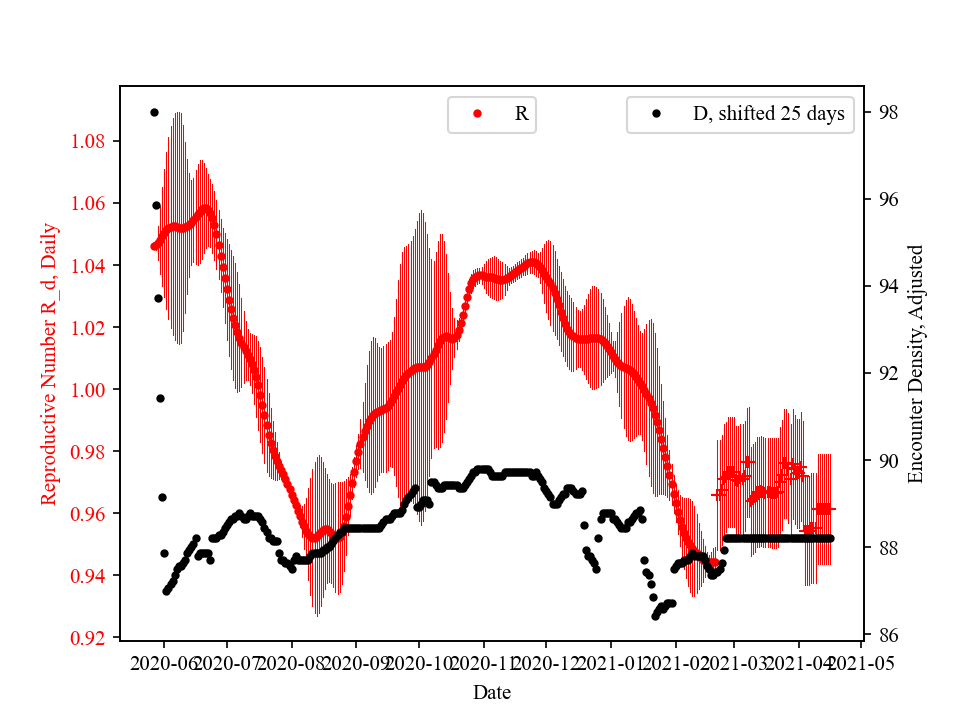 R
D, shifted 25 days
1.08
1.06
1.04
1.02
1.00
0.98
0.96
0.94
0.92
Reproductive Number R_d, Daily
98
96
94
92
90
88
86
Encounter Density, Adjusted
2020-06 2020-07 2020-08 2020-09 2020-10 2020-11 2020-12 2021-01 2021-02 2021-03 2021-04 2021-05
Date